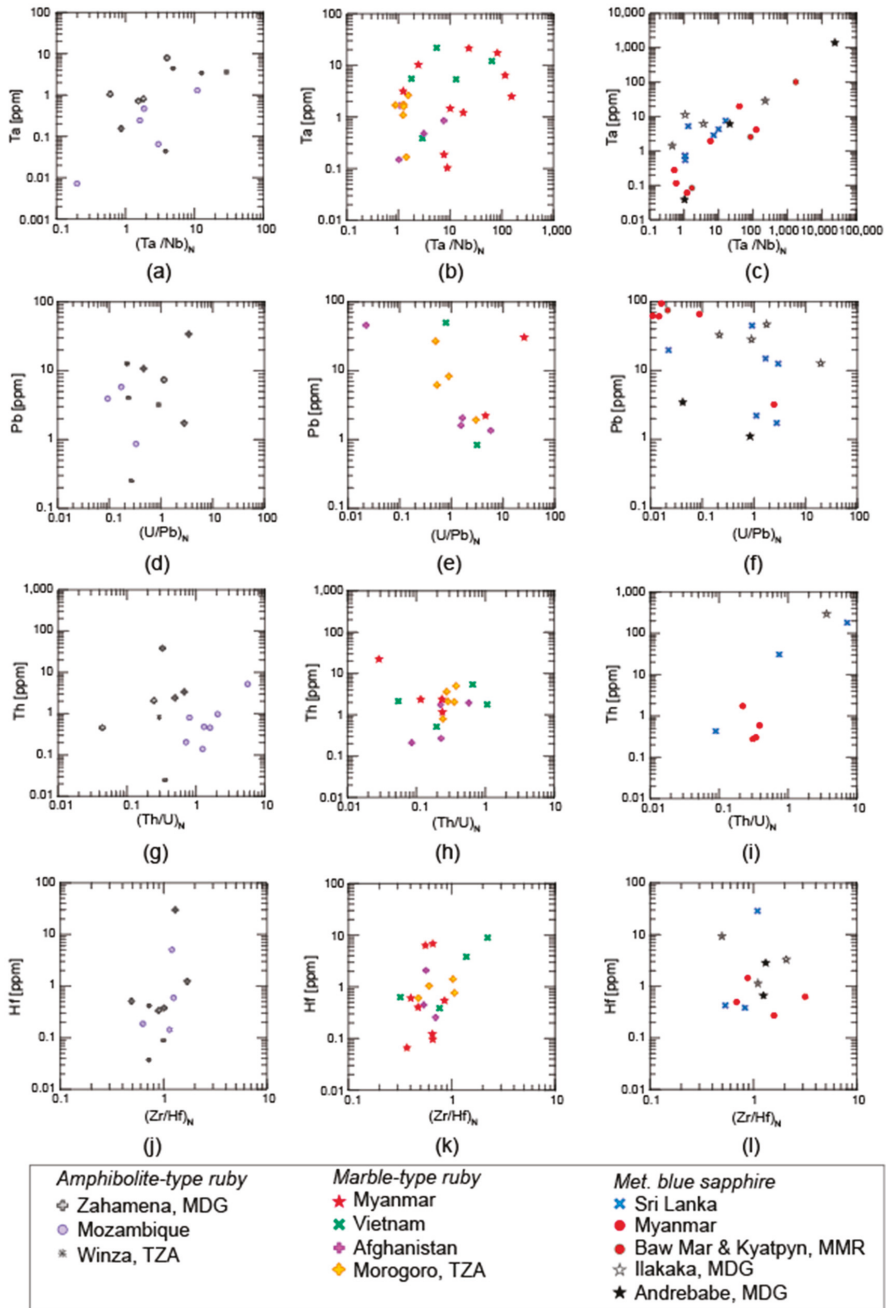 100
10
1
0.1
0.01
0.001
Ta [ppm]
0.1
1
10
100
(Ta /Nb)N
(a)
100
10
1
0.1
0.01
Ta [ppm]
0.1
1
10
100
1,000
(Ta /Nb)N
(b)
10,000
1,000
100
10
1
0.1
0.01
Ta [ppm]
0.1
1
10
100
1,000
10,000
100,000
(Ta /Nb)N
(c)
100
10
1
0.1
Pb [ppm]
0.01
0.1
1
10
100
(U/Pb)N
(d)
100
10
1
0.1
Pb [ppm]
0.01
0.1
1
10
100
(U/Pb)N
(e)
100
10
1
0.1
Pb [ppm]
0.01
0.1
1
10
100
(U/Pb)N
(f)
1,000
100
10
1
0.1
0.01
Th [ppm]
0.01
0.1
1
10
(Th/U)N
(g)
1,000
100
10
1
0.1
0.01
Th [ppm]
0.01
0.1
1
10
(Th/U)N
(h)
1,000
100
10
1
0.1
0.01
Th [ppm]
0.01
0.1
1
10
(Th/U)N
(i)
100
10
1
0.1
0.01
Hf [ppm]
0.1
1
10
(Zr/Hf)N
(j)
100
10
1
0.1
0.01
Hf [ppm]
0.1
1
10
(Zr/Hf)N
(k)
100
10
1
0.1
0.01
Hf [ppm]
0.1
1
10
(Zr/Hf)N
(l)
Amphibolite-type ruby
Zahamena, MDG
Mozambique
Winza, TZA
Marble-type ruby
Myanmar
Vietnam
Afghanistan
Morogoro, TZA
Met. blue sapphire
Sri Lanka
Myanmar
Baw Mar & Kyatpyn, MMR
Ilakaka, MDG
Andrebabe, MDG